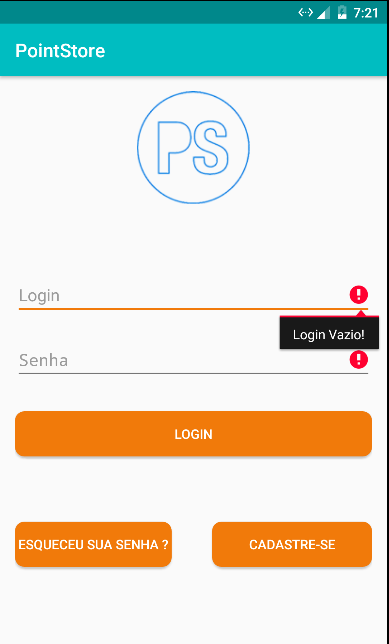 7:21
PointStore
PS
Login
Login Vazio!
Senha
LOGIN
ESQUECEU SUA SENHA ?
CADASTRE-SE